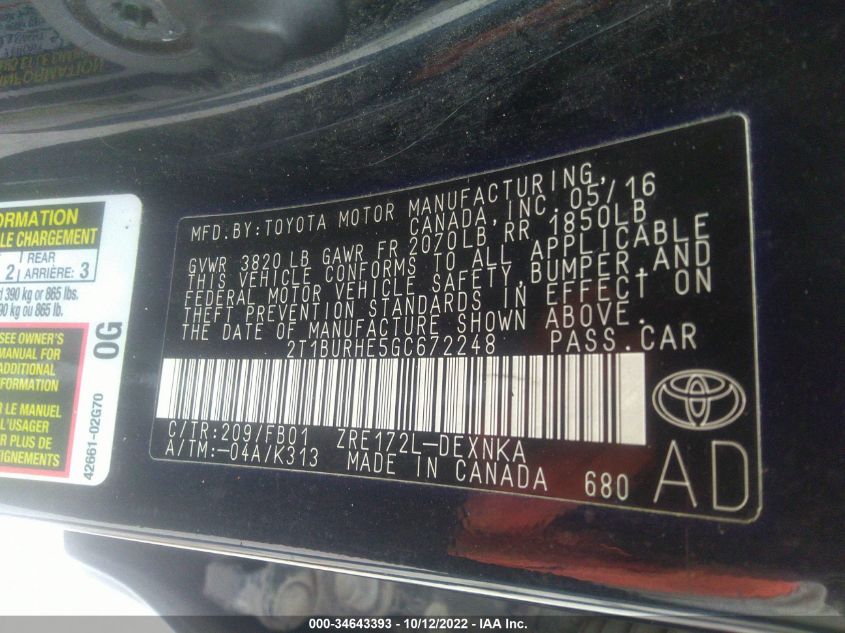 MFD.BY:TOYOTA MOTOR MANUFACTURING,
CANADA,INC. 05/16
GVWR 3820 LB GAWR FR 2070LB RR 1850LB
THIS VEHICLE CONFORMS TO ALL APPLICABLE
FEDERAL MOTOR VEHICLE SAFETY, BUMPER,AND
THEFT PREVENTION STANDARDS IN EFFECT ON
THE DATE OF MANUFACTURE SHOWN ABOVE.
2T1BURHE5GC672248 PASS.CAR
C/TR:209/FB01 ZRE172L-DEXNKA
A/TM:-04A/K313 MADE IN CANADA 680
AD
ORMATION
LE CHARGEMENT
2 REAR
ARRIÈRE: 3
390 kg or 865 lbs.
90 kg ou 865 lb.
SEE OWNER'S
MANUAL FOR
ADDITIONAL
INFORMATION
R LE MANUEL
L'USAGER
UR PLUS DE
EIGNEMENTS
0G
42661-02G70
000-34643393 - 10/12/2022 - IAA Inc.